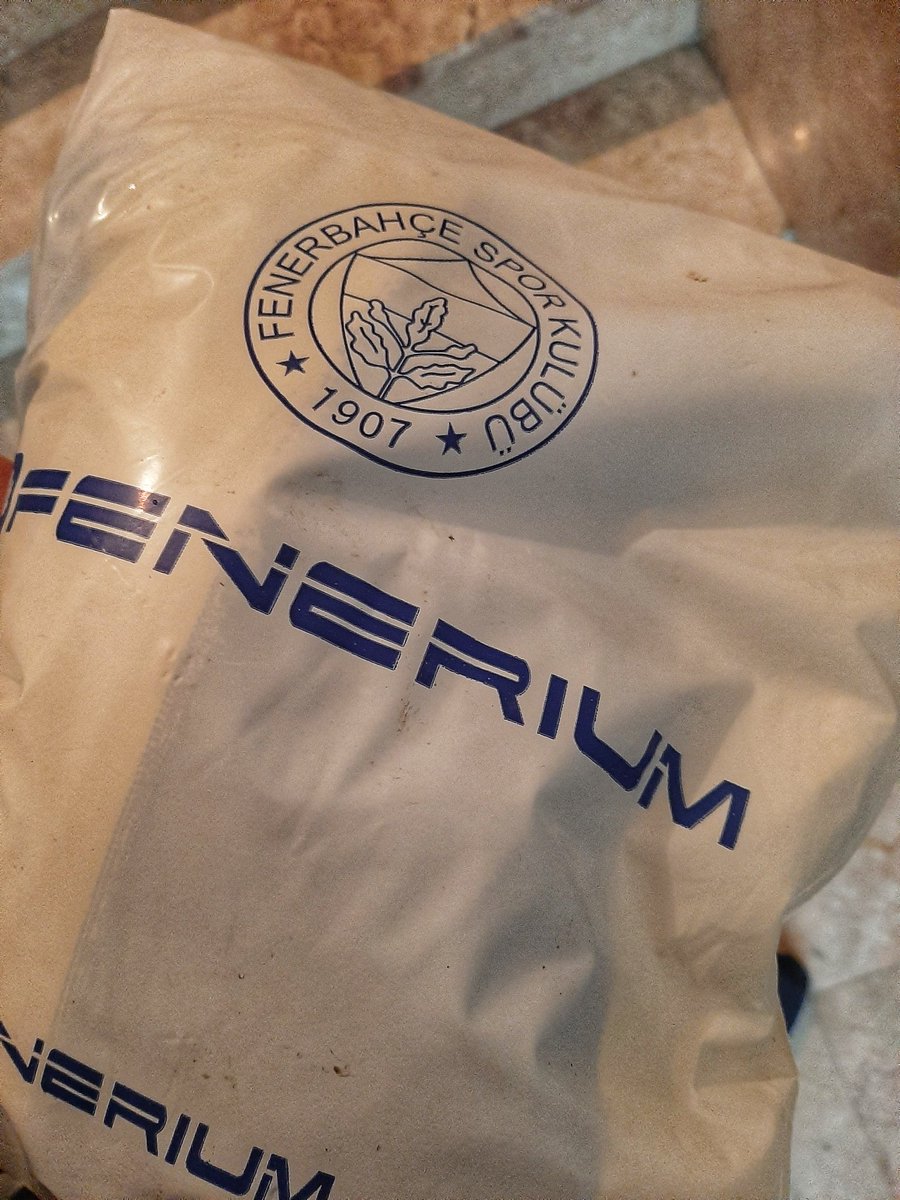 FENERBAHÇE SPOR KULÜBÜ
★ 1907 ★
FENERIUM
NERIUM